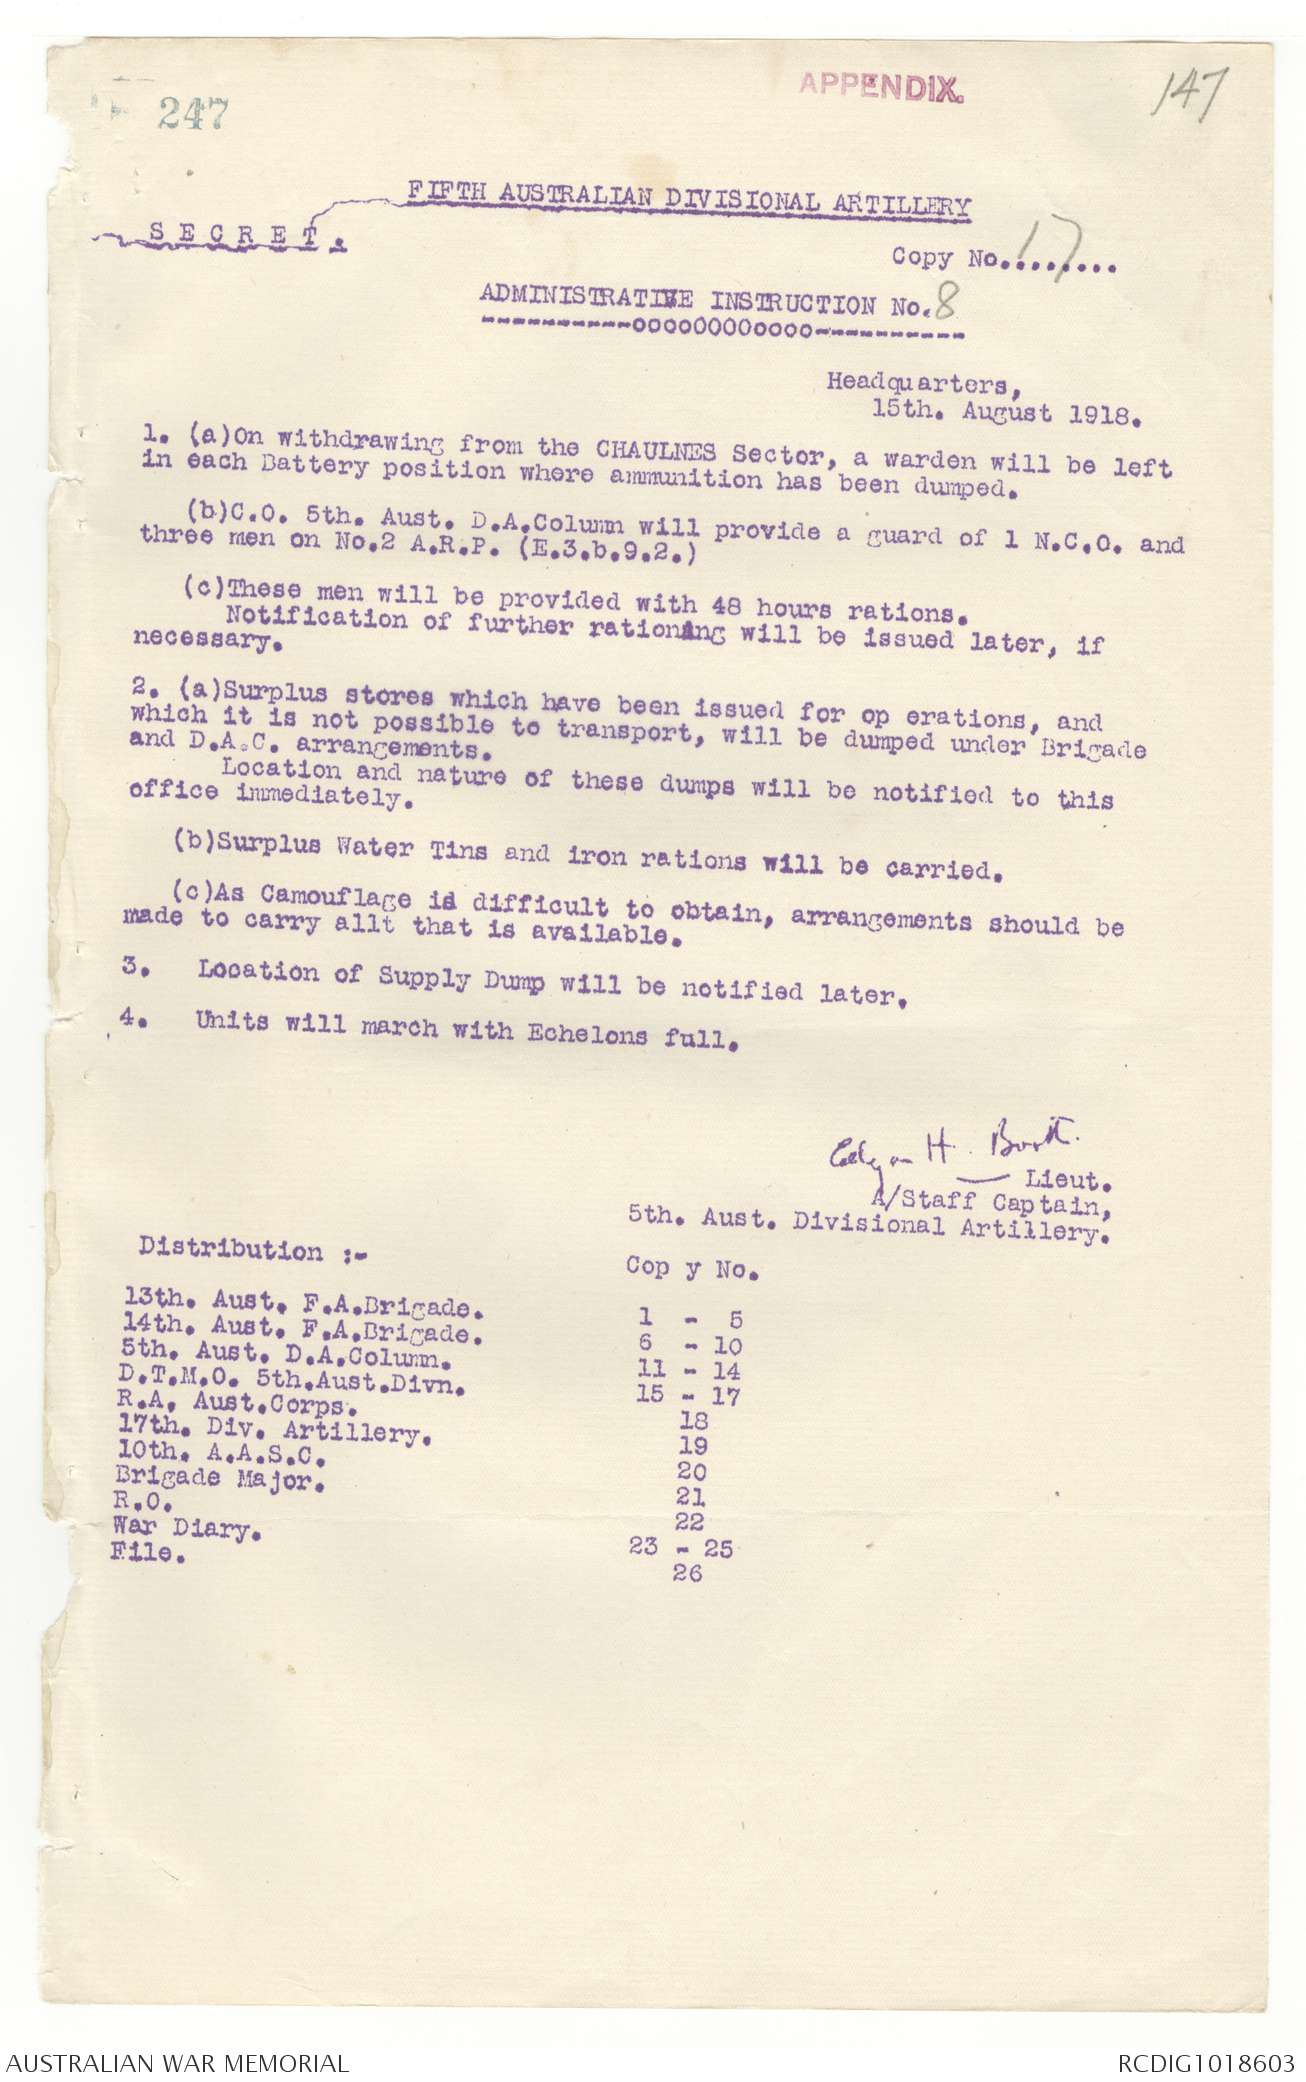 247
APPENDIX.
147
FIFTH AUSTRALIAN DIVISIONAL ARTILLERY
S E C R E T.
Copy No.........17
ADMINISTRATIVE INSTRUCTION No.8
-----------oooooooooooo----------
Headquarters,
15th. August 1918.
1. (a)On withdrawing from the CHAULNES Sector, a warden will be left
in each Battery position where ammunition has been dumped.
(b)C.O. 5th. Aust. D.A.Column will provide a guard of 1 N.C.O. and
three men on No.2 A.R.P. (E.3.b.9.2.)
(c)These men will be provided with 48 hours rations.
Notification of further rationing will be issued later, if
necessary.
2. (a)Surplus stores which have been issued for op erations, and
which it is not possible to transport, will be dumped under Brigade
and D.A.C. arrangements.
Location and nature of these dumps will be notified to this
office immediately.
(b)Surplus Water Tins and iron rations will be carried.
(c)As Camouflage is difficult to obtain, arrangements should be
made to carry allt that is available.
3. Location of Supply Dump will be notified later.
4. Units will march with Echelons full.
H.
Lieut.
A/Staff Captain,
5th. Aust. Divisional Artillery.
Distribution :- Cop y No.
13th. Aust. F.A.Brigade. 1 - 5
14th. Aust. F.A.Brigade. 6 - 10
5th. Aust. D.A.Column. 11 - 14
D.T.M.O. 5th.Aust.Divn. 15 - 17
R.A. Aust.Corps. 18
17th. Div. Artillery. 19
10th. A.A.S.C. 20
Brigade Major. 21
R.O. 22
War Diary. 23 - 25
File. 26
AUSTRALIAN WAR MEMORIAL
RCDIG1018603